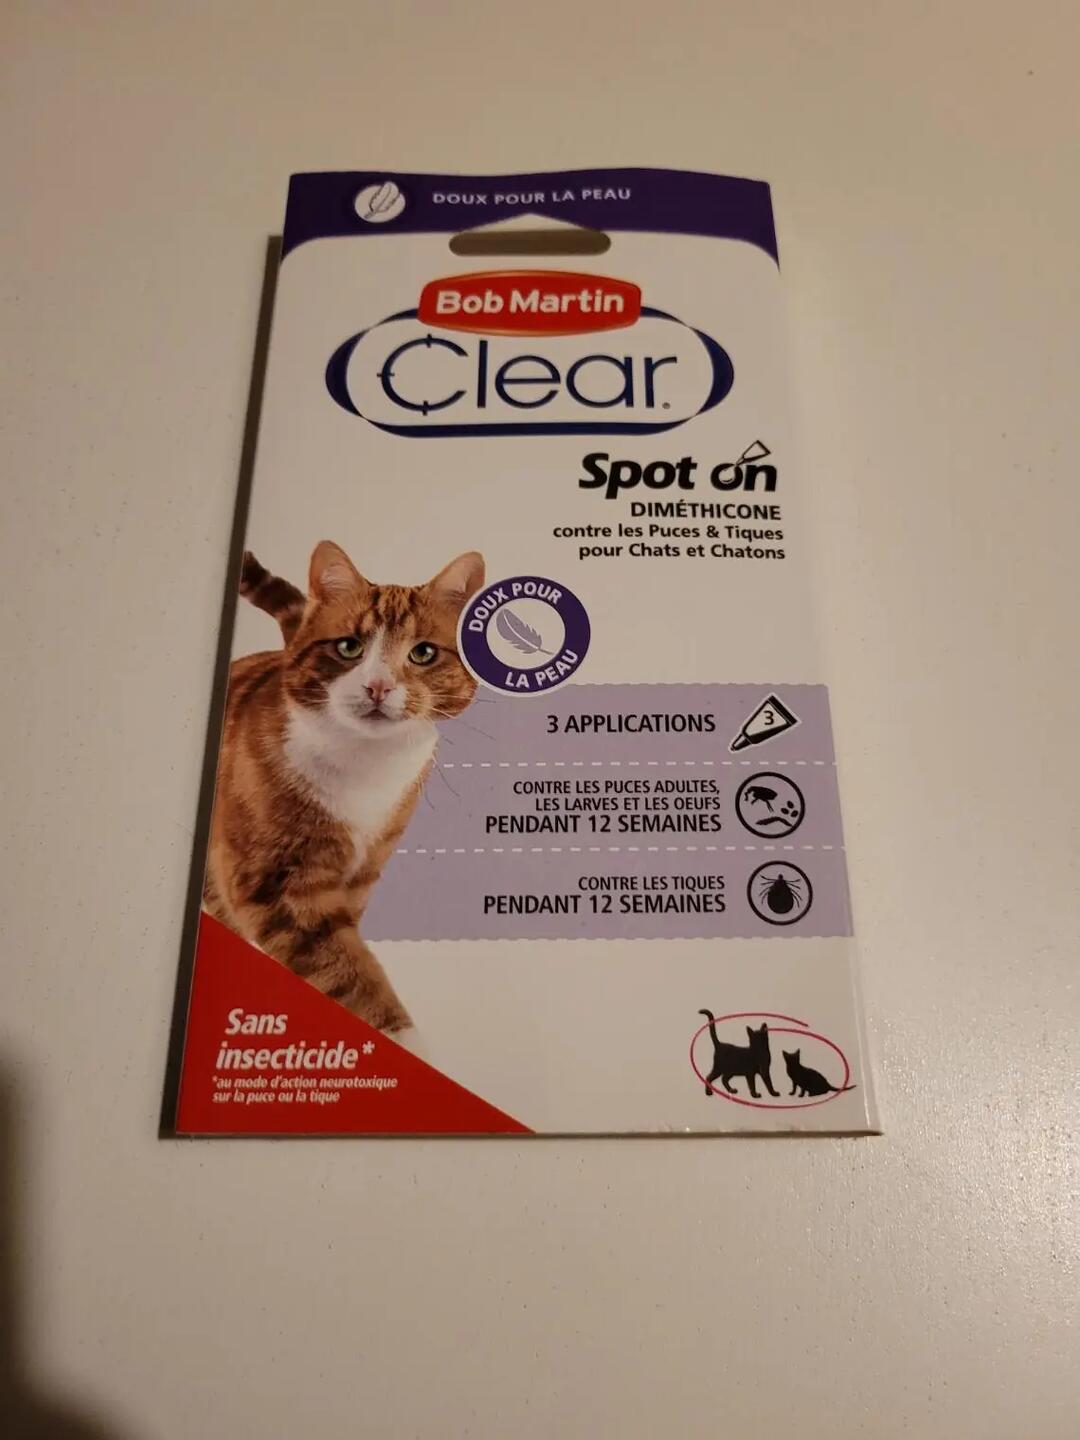 DOUX POUR LA PEAU
Bob Martin
Clear®
Spot on
DIMÉTHICONE
contre les Puces & Tiques
pour Chats et Chatons
DOUX POUR
LA PEAU
3 APPLICATIONS
3
CONTRE LES PUCES ADULTES,
LES LARVES ET LES OEUFS
PENDANT 12 SEMAINES
CONTRE LES TIQUES
PENDANT 12 SEMAINES
Sans
insecticide*
*au mode d'action neurotoxique
sur la puce ou la tique